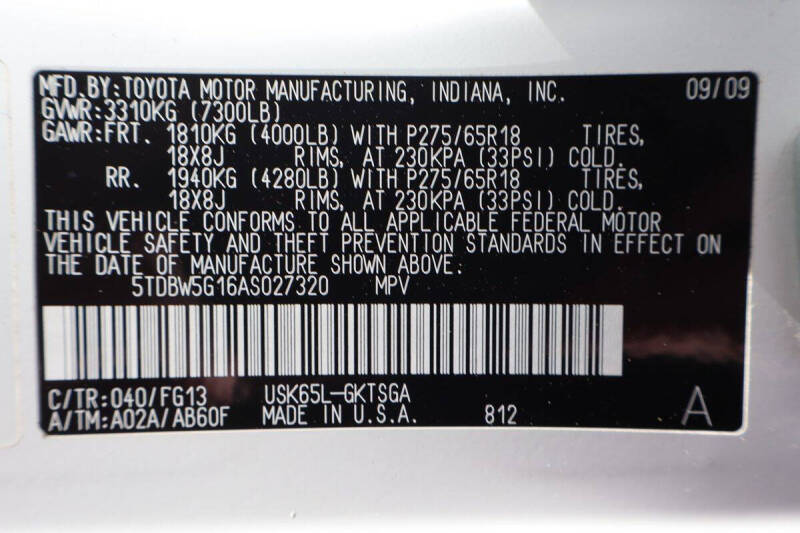 MFD.BY:TOYOTA MOTOR MANUFACTURING, INDIANA, INC. 09/09
GVWR:3310KG (7300LB)
GAWR:FRT. 1810KG (4000LB) WITH P275/65R18 TIRES,
18X8J RIMS, AT 230KPA (33PSI) COLD.
RR. 1940KG (4280LB) WITH P275/65R18 TIRES,
18X8J RIMS, AT 230KPA (33PSI) COLD.
THIS VEHICLE CONFORMS TO ALL APPLICABLE FEDERAL MOTOR
VEHICLE SAFETY AND THEFT PREVENTION STANDARDS IN EFFECT ON
THE DATE OF MANUFACTURE SHOWN ABOVE.
5TDBW5G16AS027320 MPV
C/TR:040/FG13 USK65L-GKTSGA
A/TM:A02A/AB60F MADE IN U.S.A. 812 A